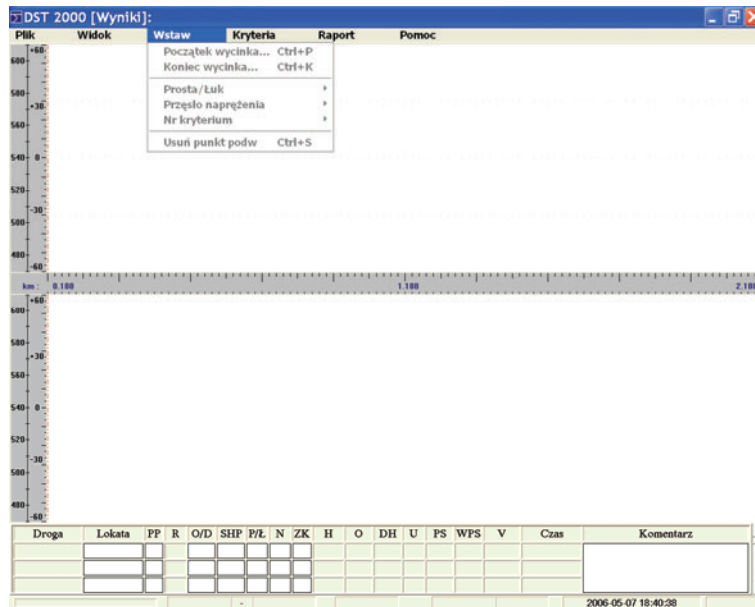 DST 2000 [Wyniki]:
Plik Widok Wstaw Kryteria Raport Pomoc
Początek wycinka... Ctrl+P
Koniec wycinka... Ctrl+K
Prosta/Łuk
Przęsło naprężenia
Nr kryterium
Usuń punkt podw Ctrl+S
+60
600
580
+30
560
540 0
520
-30
500
480
-60
km : 0.100 1.100 2.100
+60
600
580
+30
560
540 0
520
-30
500
480
-60
Droga Lokata PP R O/D SHP P/Ł N ZK H O DH U PS WPS V Czas Komentarz
-
2006-05-07 18:40:38